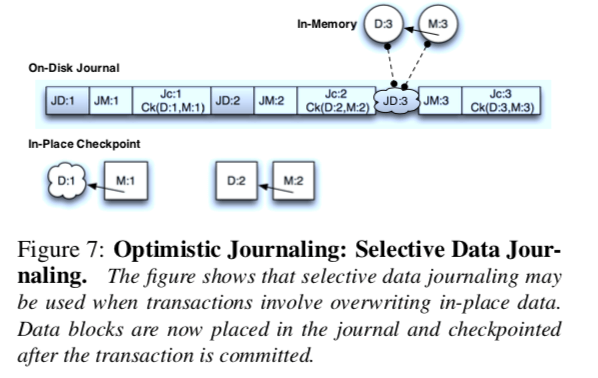 In-Memory D:3 M:3
On-Disk Journal
JD:1 JM:1 Jc:1 Ck(D:1,M:1) JD:2 JM:2 Jc:2 Ck(D:2,M:2) JD:3 JM:3 Jc:3 Ck(D:3,M:3)
In-Place Checkpoint
D:1 M:1 D:2 M:2
Figure 7: Optimistic Journaling: Selective Data Jour-
naling. The figure shows that selective data journaling may
be used when transactions involve overwriting in-place data.
Data blocks are now placed in the journal and checkpointed
after the transaction is committed.